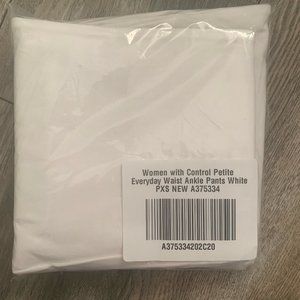 Women with Control Petite
Everyday Waist Ankle Pants White
PXS NEW A375334
A375334202C20